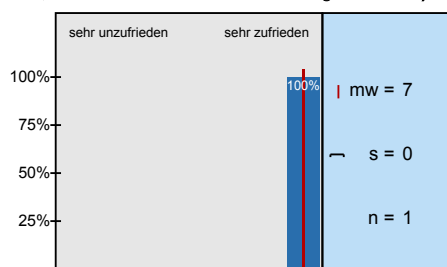 sehr unzufrieden sehr zufrieden
100%
100%
mw = 7
75%
50%
s = 0
25%
n = 1